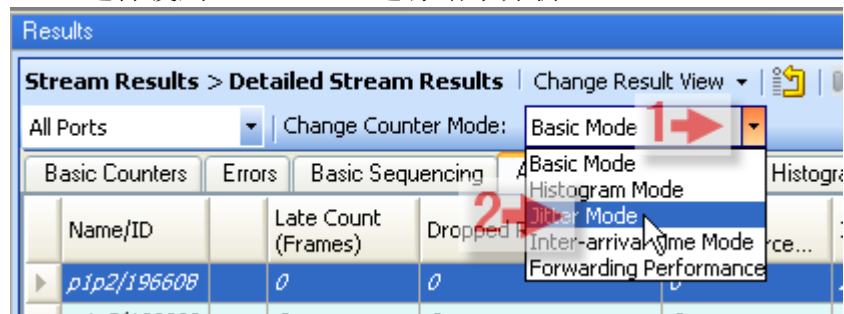 Results
Stream Results > Detailed Stream Results | Change Result View
All Ports Change Counter Mode: Basic Mode 1
Basic Counters Errors Basic Sequencing
Basic Mode
Histogram Mode
Jitter Mode
Inter-arrival Time Mode
Forwarding Performance
2
Name/ID Late Count (Frames) Dropped
p1p2/196608 0 0